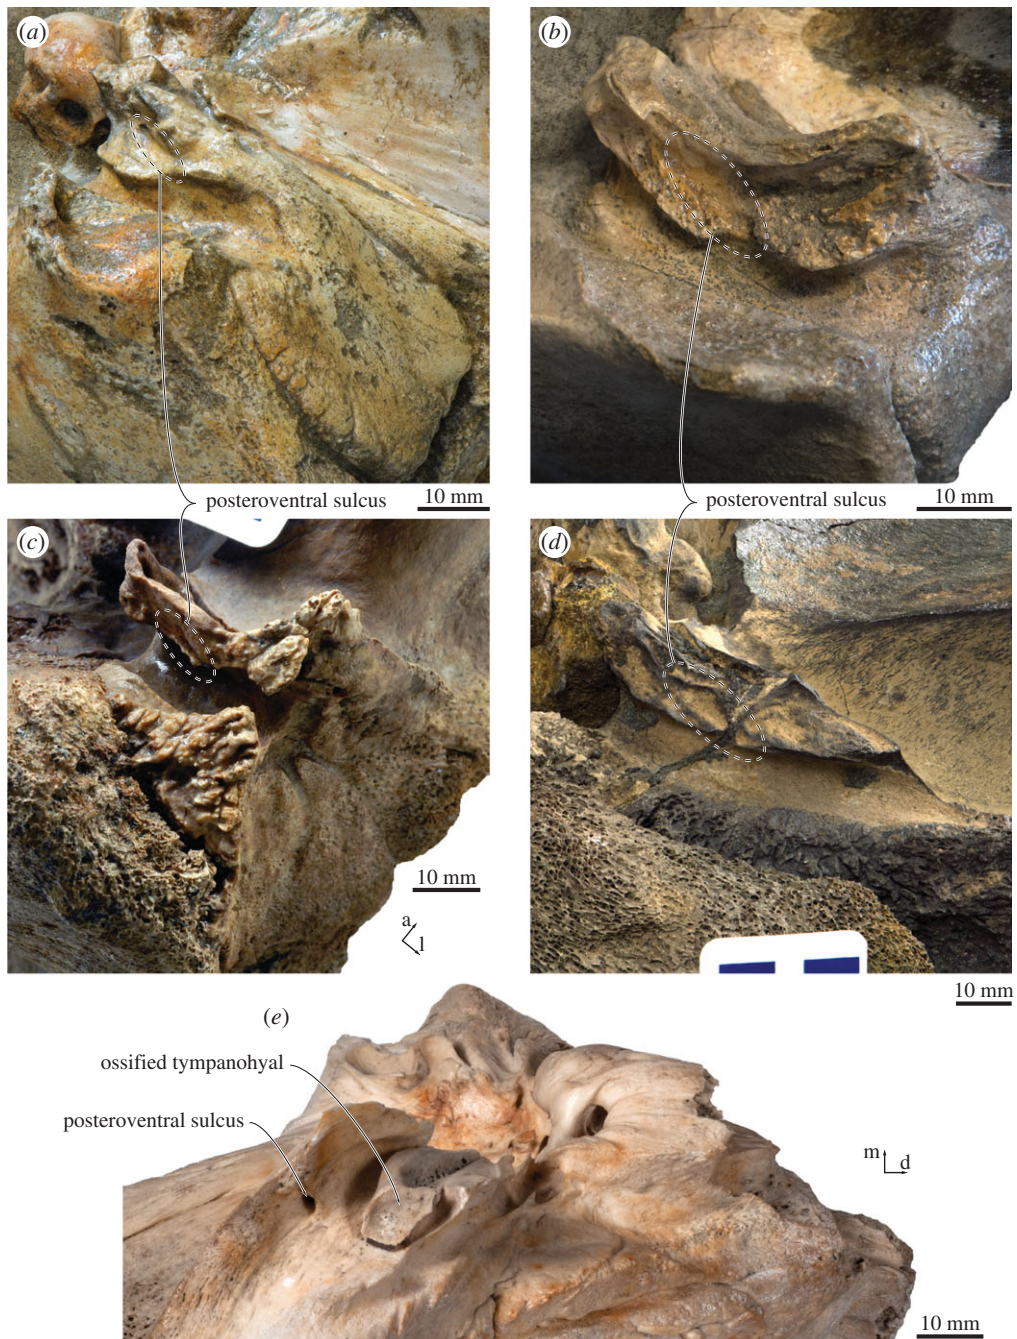 (a)
(b)
10 mm
posteroventral sulcus
10 mm
posteroventral sulcus
(c)
(d)
10 mm
a
l
10 mm
(e)
ossified tympanohyal
posteroventral sulcus
m
d
10 mm